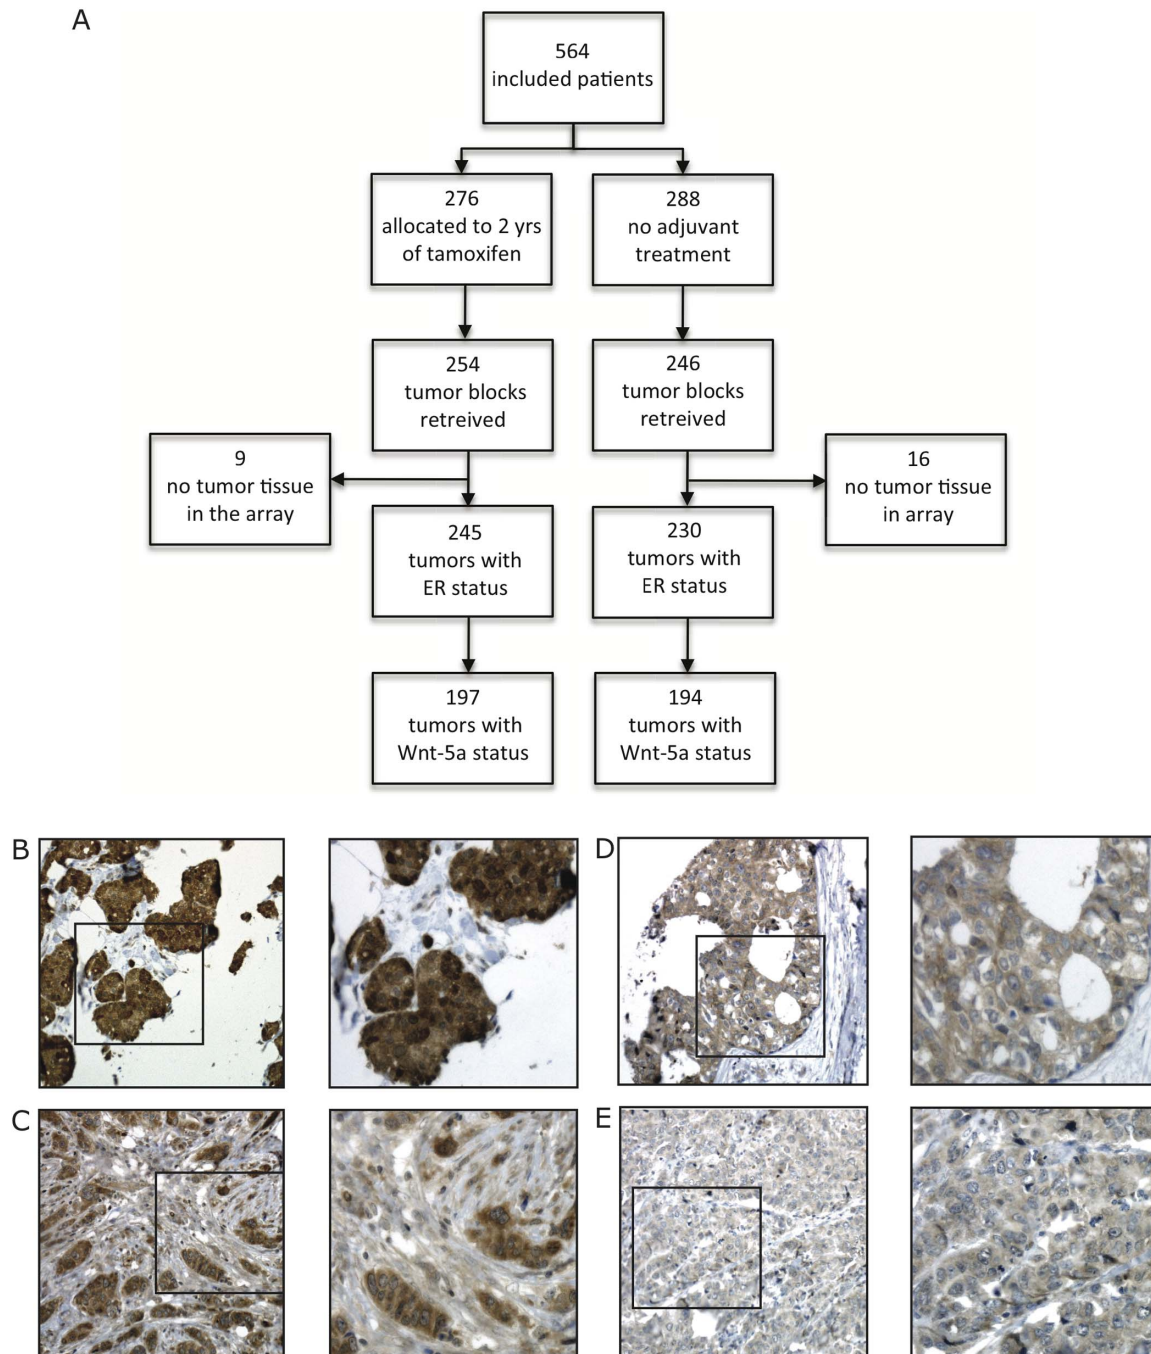 A
564
included patients
276
allocated to 2 yrs
of tamoxifen
288
no adjuvant
treatment
254
tumor blocks
retreived
246
tumor blocks
retreived
9
no tumor tissue
in the array
16
no tumor tissue
in array
245
tumors with
ER status
230
tumors with
ER status
197
tumors with
Wnt-5a status
194
tumors with
Wnt-5a status
B
D
C
E